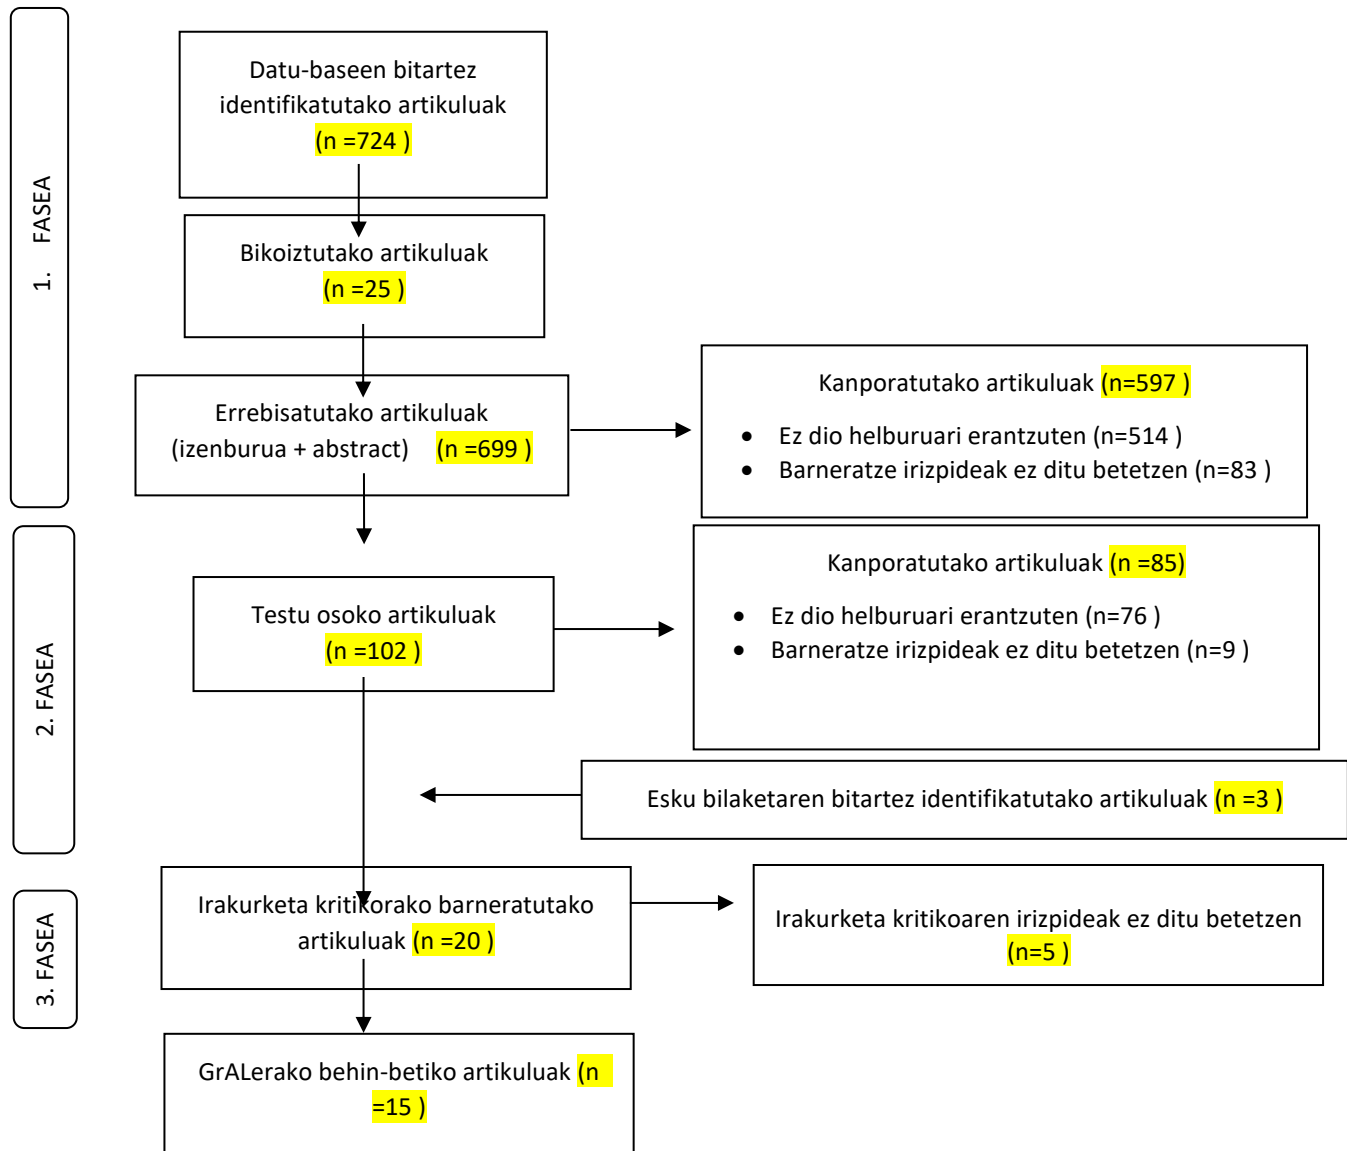 1. FASEA
Datu-baseen bitartez
identifikatutako artikuluak
(n =724 )
Bikoiztutako artikuluak
(n =25 )
Errebisatutako artikuluak
(izenburua + abstract) (n =699 )
Kanporatutako artikuluak (n=597 )
• Ez dio helburuari erantzuten (n=514 )
• Barneratze irizpideak ez ditu betetzen (n=83 )
2. FASEA
Testu osoko artikuluak
(n =102 )
Kanporatutako artikuluak (n =85)
• Ez dio helburuari erantzuten (n=76 )
• Barneratze irizpideak ez ditu betetzen (n=9 )
Esku bilaketaren bitartez identifikatutako artikuluak (n =3 )
3. FASEA
Irakurketa kritikorako barneratutako
artikuluak (n =20 )
Irakurketa kritikoaren irizpideak ez ditu betetzen
(n=5 )
GrALerako behin-betiko artikuluak (n
=15 )